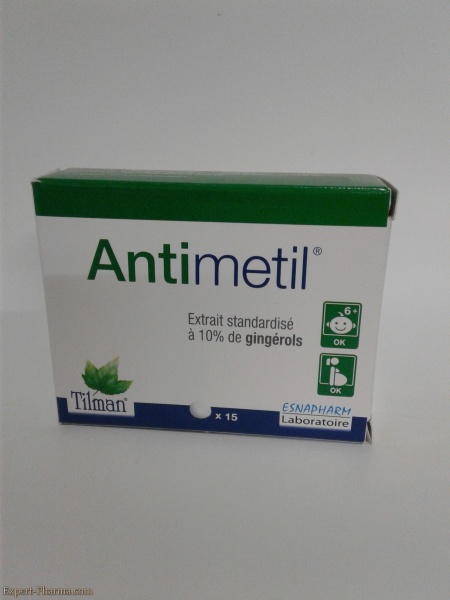 Antimetil®
Extrait standardisé
à 10% de gingérols
6+
OK
OK
Tilman®
x 15
ESNAPHARM
Laboratoire
Expert-Pharma.com